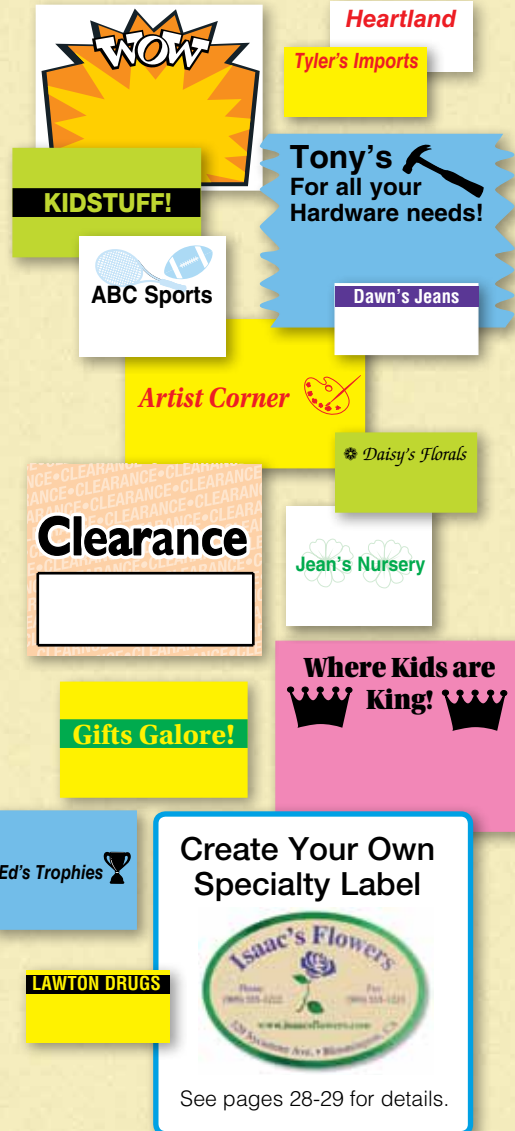 WOW
Heartland
Tyler's Imports
KIDSTUFF!
Tony's
For all your
Hardware needs!
ABC Sports
Dawn's Jeans
Artist Corner
Daisy's Florals
Clearance
Jean's Nursery
Where Kids are
King!
Gifts Galore!
Ed's Trophies
Create Your Own
Specialty Label
Isaac's Flowers
www.isaacsflowers.com
LAWTON DRUGS
See pages 28-29 for details.